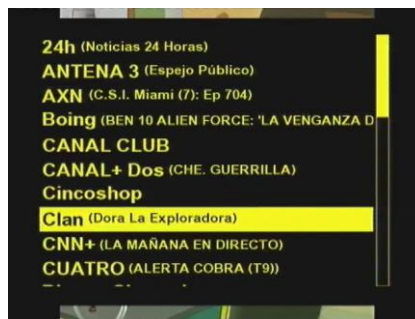 24h (Noticias 24 Horas)
ANTENA 3 (Espejo Público)
AXN (C.S.I. Miami (7): Ep 704)
Boing (BEN 10 ALIEN FORCE: 'LA VENGANZA D
CANAL CLUB
CANAL+ Dos (CHE. GUERRILLA)
Cincoshop
Clan (Dora La Exploradora)
CNN+ (LA MAÑANA EN DIRECTO)
CUATRO (ALERTA COBRA (T9))